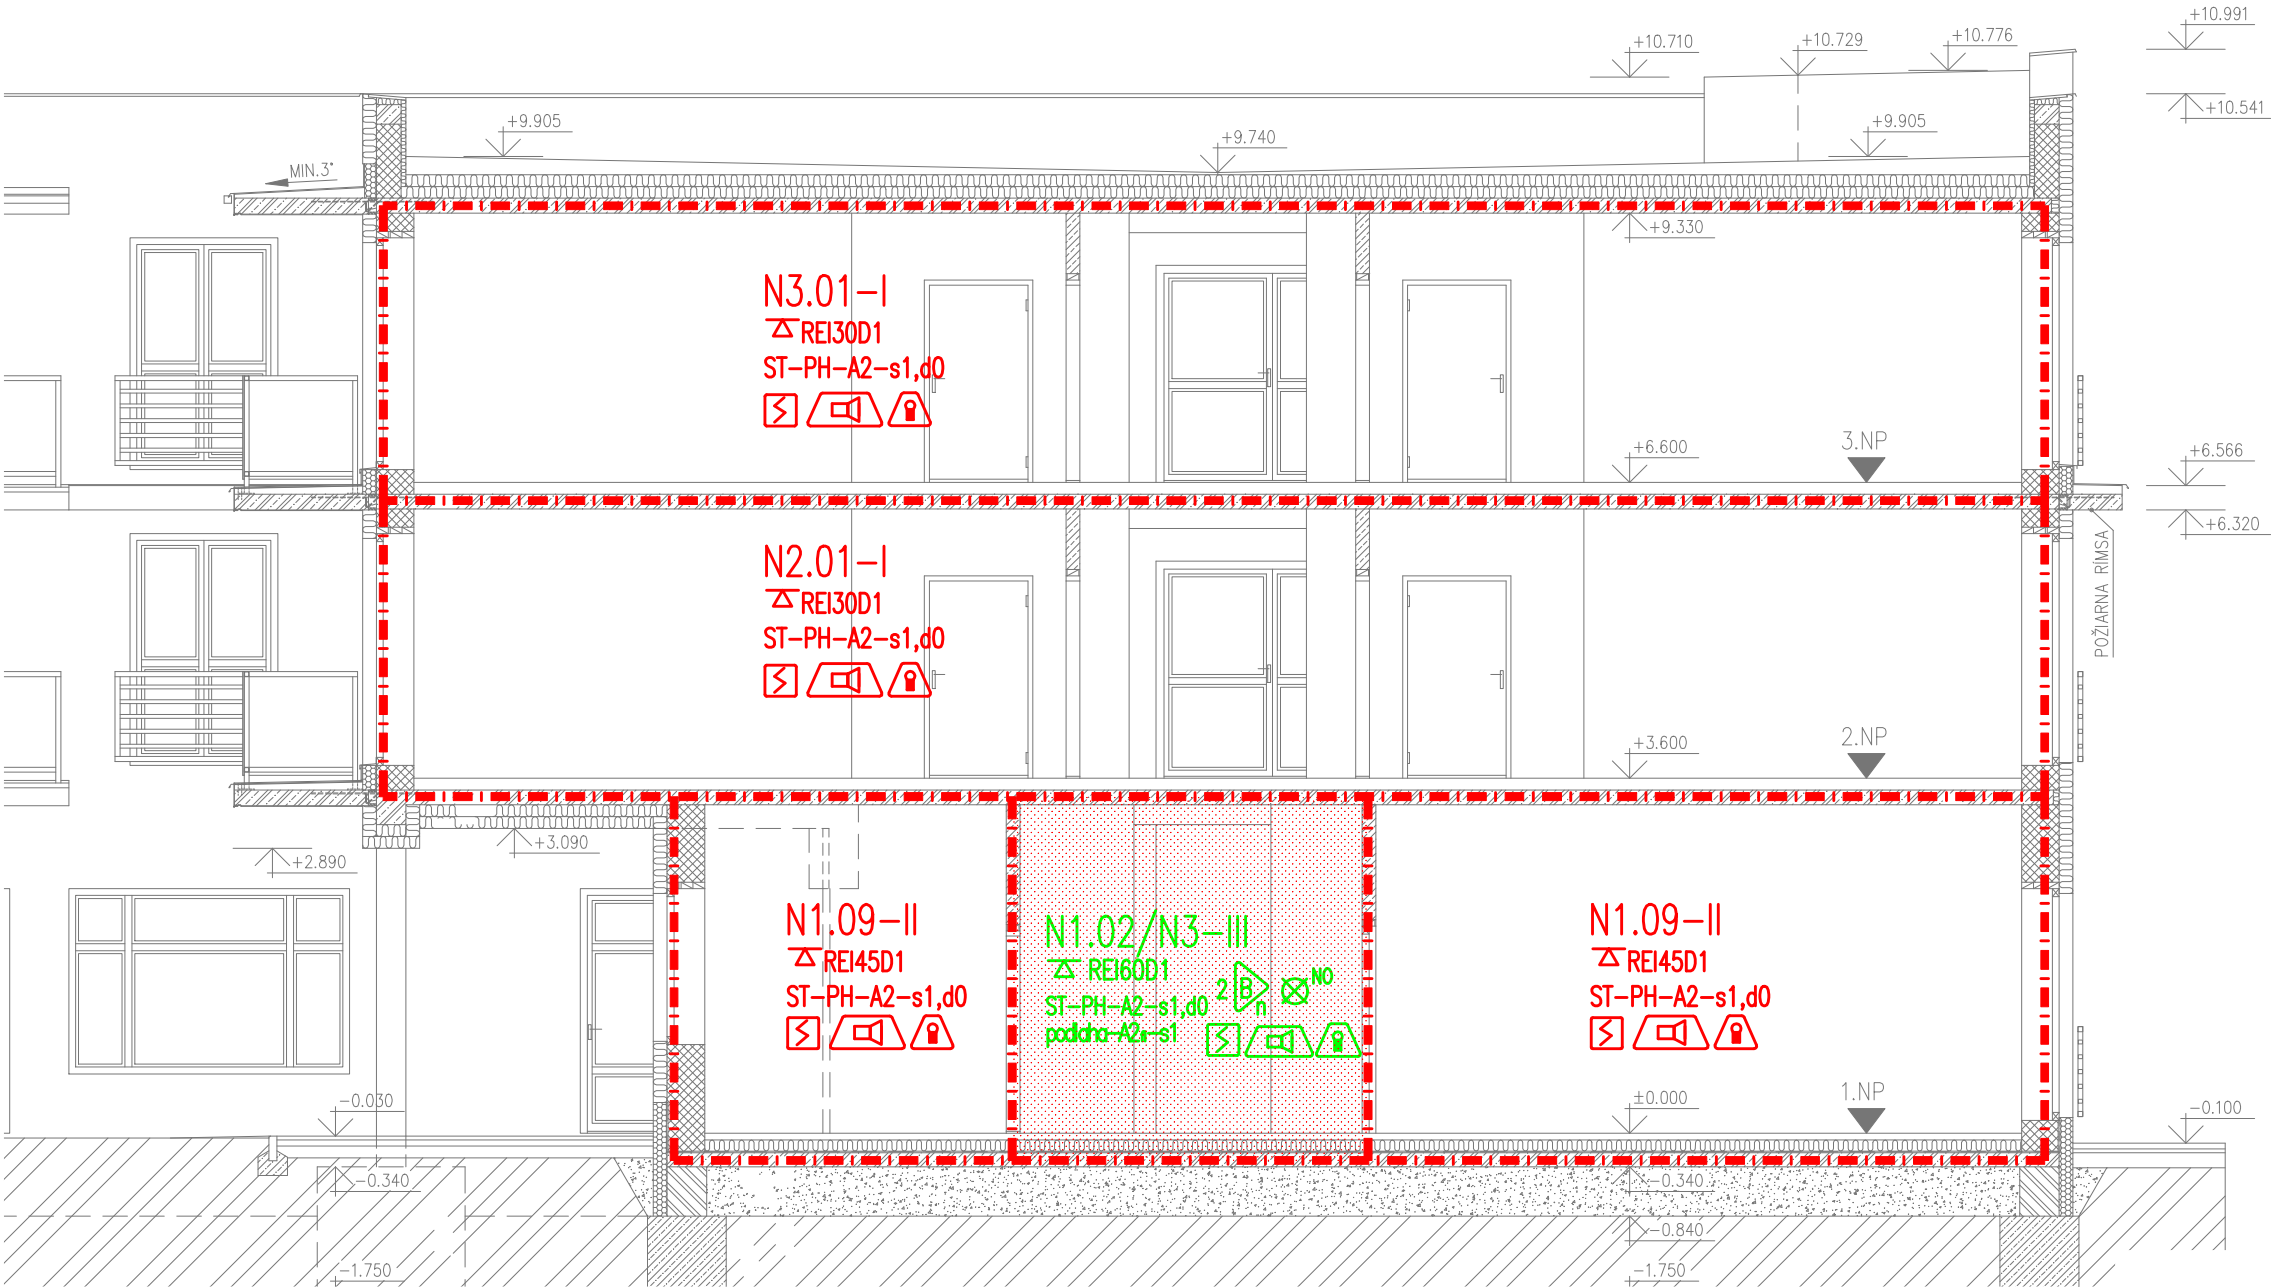 +10.991
+10.710
+10.729
+10.776
+10.541
+9.905
+9.740
+9.905
MIN.3°
+9.330
N3.01-I
REI30D1
ST-PH-A2-s1,d0
+6.600
3.NP
+6.566
+6.320
POŽIARNA RÍMSA
N2.01-I
REI30D1
ST-PH-A2-s1,d0
+3.600
2.NP
+3.090
+2.890
N1.09-II
REI45D1
ST-PH-A2-s1,d0
N1.02/N3-III
REI60D1
2 B n
NO
ST-PH-A2-s1,d0
podlaha-A2fl-s1
N1.09-II
REI45D1
ST-PH-A2-s1,d0
-0.030
±0.000
1.NP
-0.100
-0.340
-0.340
-0.840
-1.750
-1.750